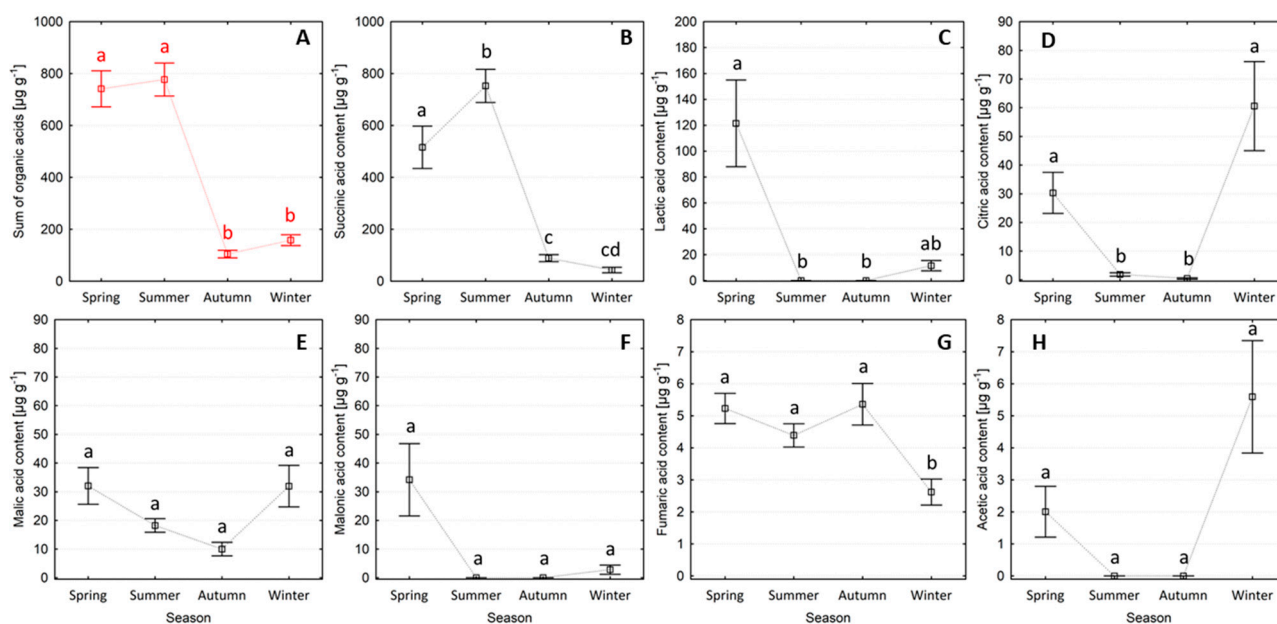 A
Sum of organic acids [µg g⁻¹]
1000
800
600
400
200
0
a
a
b
b
Spring
Summer
Autumn
Winter
B
Succinic acid content [µg g⁻¹]
1000
800
600
400
200
0
a
b
c
cd
Spring
Summer
Autumn
Winter
C
Lactic acid content [µg g⁻¹]
200
180
160
140
120
100
80
60
40
20
0
a
b
b
ab
Spring
Summer
Autumn
Winter
D
Citric acid content [µg g⁻¹]
90
80
70
60
50
40
30
20
10
0
a
b
b
a
Spring
Summer
Autumn
Winter
E
Malic acid content [µg g⁻¹]
90
80
70
60
50
40
30
20
10
0
a
a
a
a
Spring
Summer
Autumn
Winter
Season
F
Malonic acid content [µg g⁻¹]
90
80
70
60
50
40
30
20
10
0
a
a
a
a
Spring
Summer
Autumn
Winter
Season
G
Fumaric acid content [µg g⁻¹]
8
7
6
5
4
3
2
1
0
a
a
a
b
Spring
Summer
Autumn
Winter
Season
H
Acetic acid content [µg g⁻¹]
8
7
6
5
4
3
2
1
0
a
a
a
a
Spring
Summer
Autumn
Winter
Season